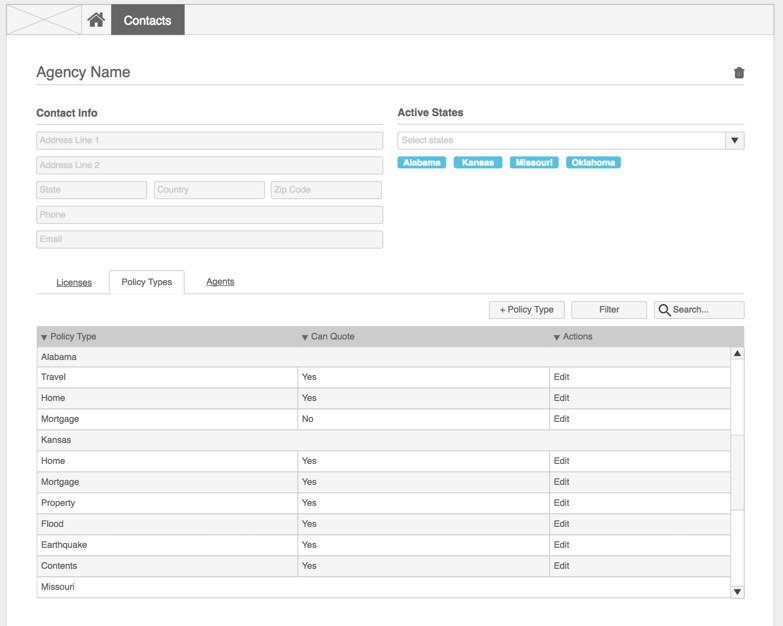 Contacts
Agency Name
Contact Info
Active States
Address Line 1
Select states
Address Line 2
Alabama Kansas Missouri Oklahoma
State Country Zip Code
Phone
Email
Licenses Policy Types Agents
+ Policy Type Filter Search...
Policy Type Can Quote Actions
Alabama
Travel Yes Edit
Home Yes Edit
Mortgage No Edit
Kansas
Home Yes Edit
Mortgage Yes Edit
Property Yes Edit
Flood Yes Edit
Earthquake Yes Edit
Contents Yes Edit
Missouri